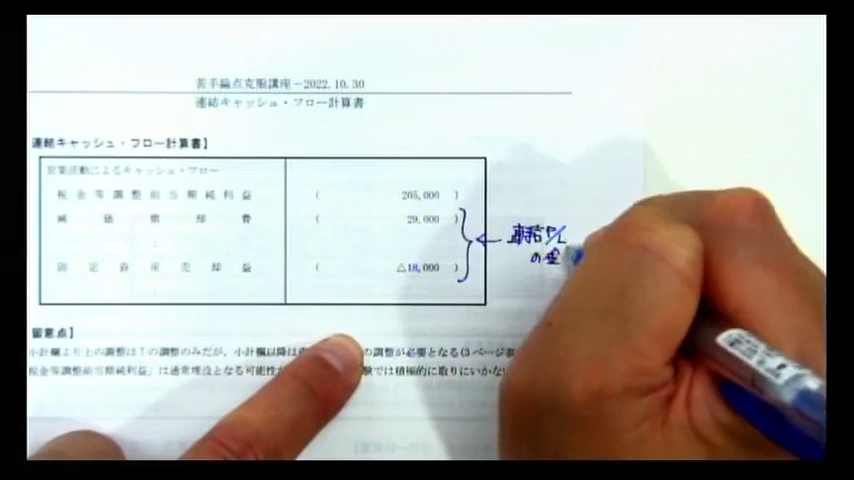 苦手論点克服講座－2022.10.30
連結キャッシュ・フロー計算書
連結キャッシュ・フロー計算書】
営業活動によるキャッシュ・フロー
税金等調整前当期純利益 ( 205,000 )
減価償却費 ( 29,000 )
固定資産売却益 ( △18,000 )
連結P/L
の金
留意点】
小計欄より上の調整は↑の調整のみだが、小計欄以降は の調整が必要となる(3ページ
税金等調整前当期純利益」は通常埋没となる可能性が 験では積極的に取りにいかな